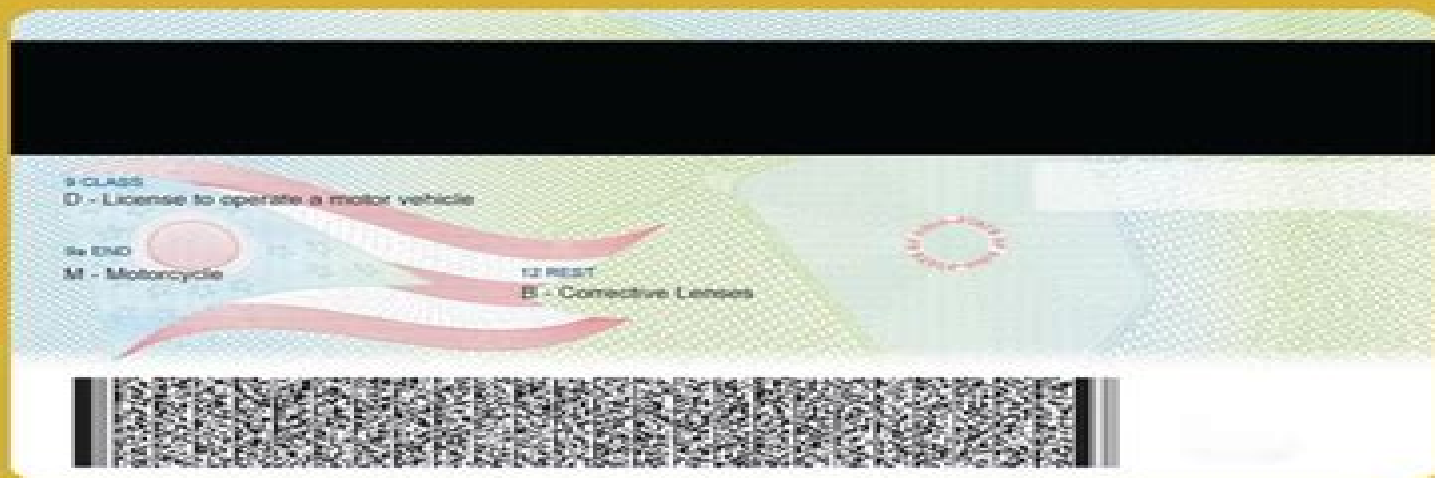 9 CLASS
D - License to operate a motor vehicle
9a END
M - Motorcycle
12 REST
B - Corrective Lenses